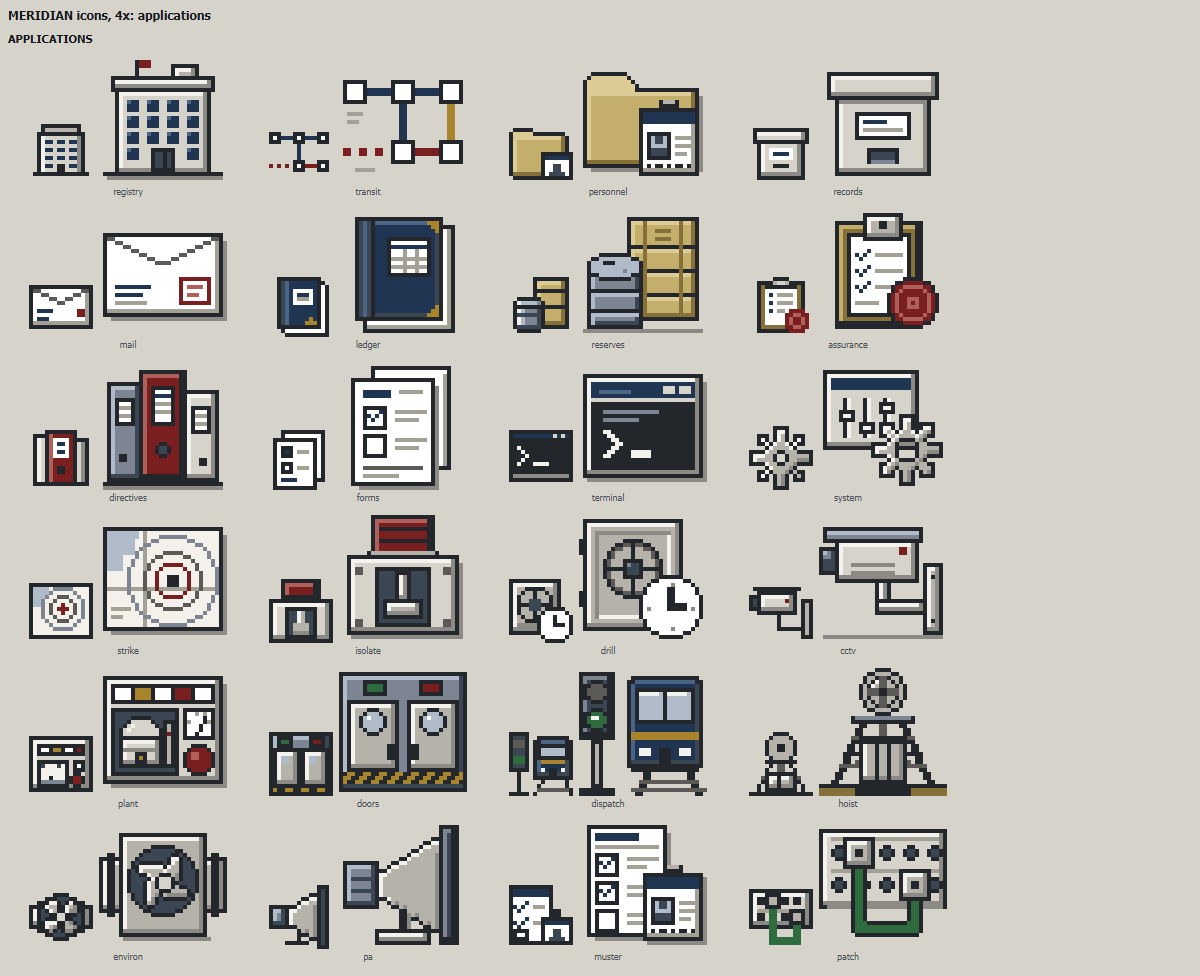 MERIDIAN icons, 4x: applications
APPLICATIONS
registry
transit
personnel
records
mail
ledger
reserves
assurance
directives
forms
terminal
system
strike
isolate
drill
cctv
plant
doors
dispatch
hoist
environ
pa
muster
patch